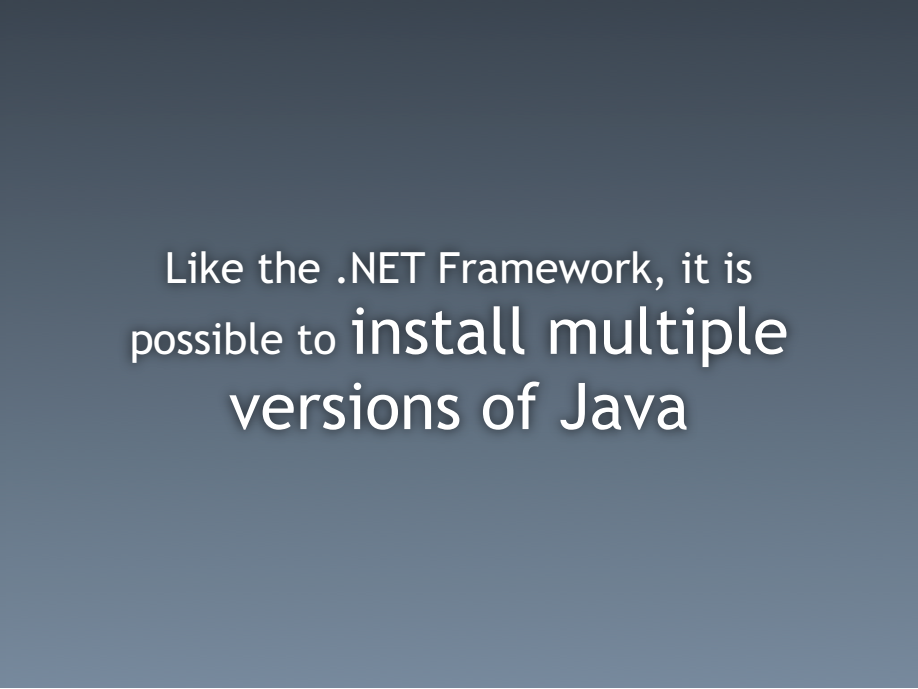 Like the .NET Framework, it is
possible to install multiple
versions of Java